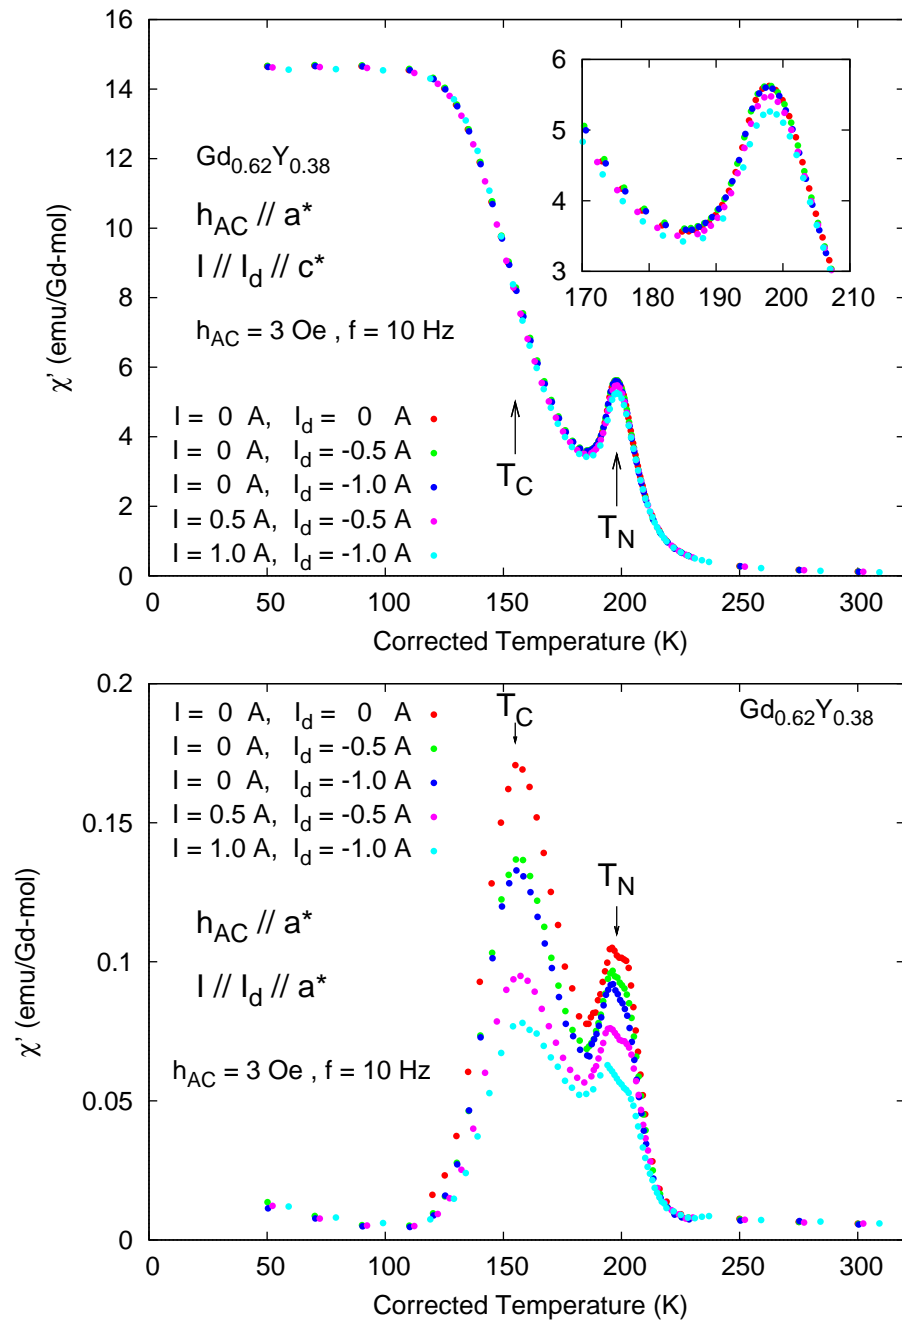 16
14
12
10
8
6
4
2
0
χ' (emu/Gd-mol)
Gd0.62Y0.38
hAC // a*
I // Id // c*
hAC = 3 Oe , f = 10 Hz
I = 0 A, Id = 0 A
I = 0 A, Id = -0.5 A
I = 0 A, Id = -1.0 A
I = 0.5 A, Id = -0.5 A
I = 1.0 A, Id = -1.0 A
TC
TN
6
5
4
3
170 180 190 200 210
0 50 100 150 200 250 300
Corrected Temperature (K)
0.2
0.15
0.1
0.05
0
χ' (emu/Gd-mol)
I = 0 A, Id = 0 A
I = 0 A, Id = -0.5 A
I = 0 A, Id = -1.0 A
I = 0.5 A, Id = -0.5 A
I = 1.0 A, Id = -1.0 A
TC
Gd0.62Y0.38
TN
hAC // a*
I // Id // a*
hAC = 3 Oe , f = 10 Hz
0 50 100 150 200 250 300
Corrected Temperature (K)